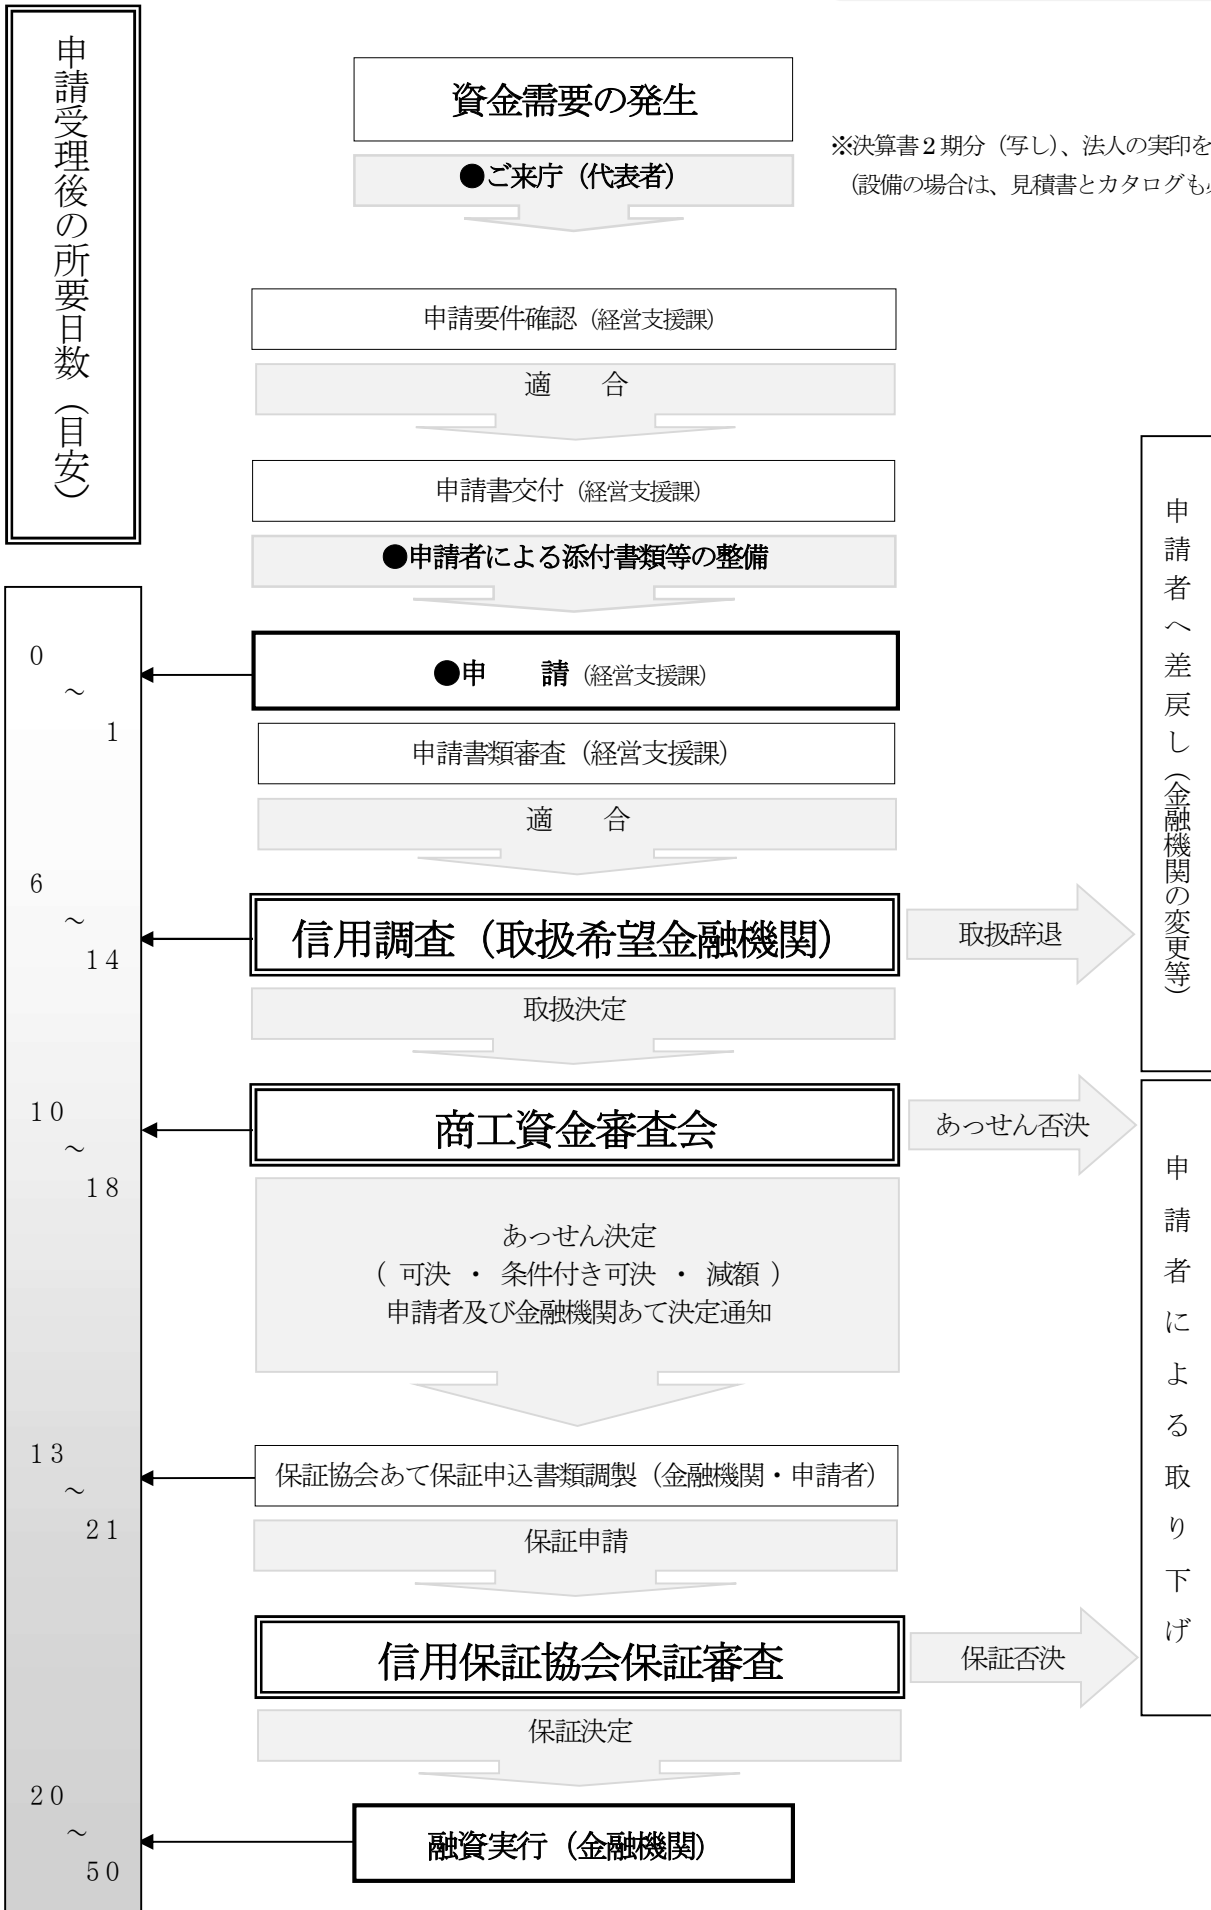 申請受理後の所要日数（目安）
資金需要の発生
●ご来庁（代表者）
※決算書２期分（写し）、法人の実印を
（設備の場合は、見積書とカタログも
申請要件確認（経営支援課）
適　合
申請書交付（経営支援課）
●申請者による添付書類等の整備
0
～
1
●申　請（経営支援課）
申請書類審査（経営支援課）
適　合
6
～
14
信用調査（取扱希望金融機関）
取扱辞退
申請者へ差戻し（金融機関の変更等）
取扱決定
10
～
18
商工資金審査会
あっせん否決
あっせん決定
（ 可決 ・ 条件付き可決 ・ 減額 ）
申請者及び金融機関あて決定通知
13
～
21
保証協会あて保証申込書類調製（金融機関・申請者）
保証申請
信用保証協会保証審査
保証否決
申請者による取り下げ
保証決定
20
～
50
融資実行（金融機関）